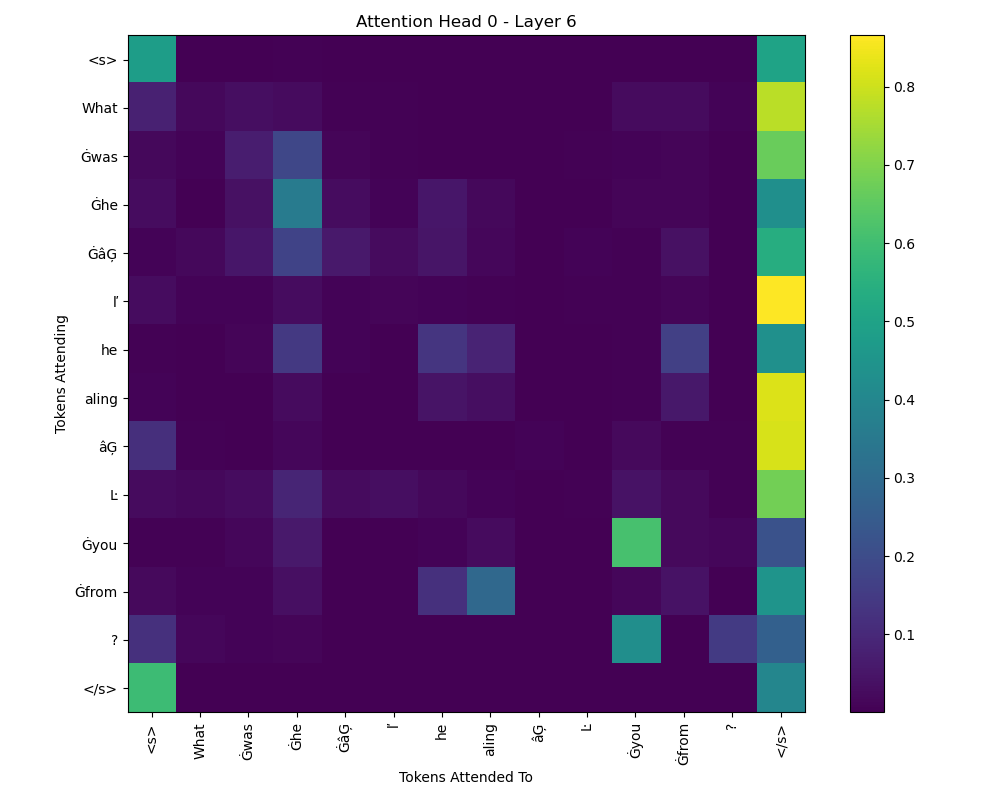 Attention Head 0 - Layer 6
<s>
What
Ġwas
Ġhe
ĠâĢ
ľ
he
aling
âĢ
Ŀ
Ġyou
Ġfrom
?
</s>
Tokens Attending
<s>
What
Ġwas
Ġhe
ĠâĢ
ľ
he
aling
âĢ
Ŀ
Ġyou
Ġfrom
?
</s>
Tokens Attended To
0.8
0.7
0.6
0.5
0.4
0.3
0.2
0.1